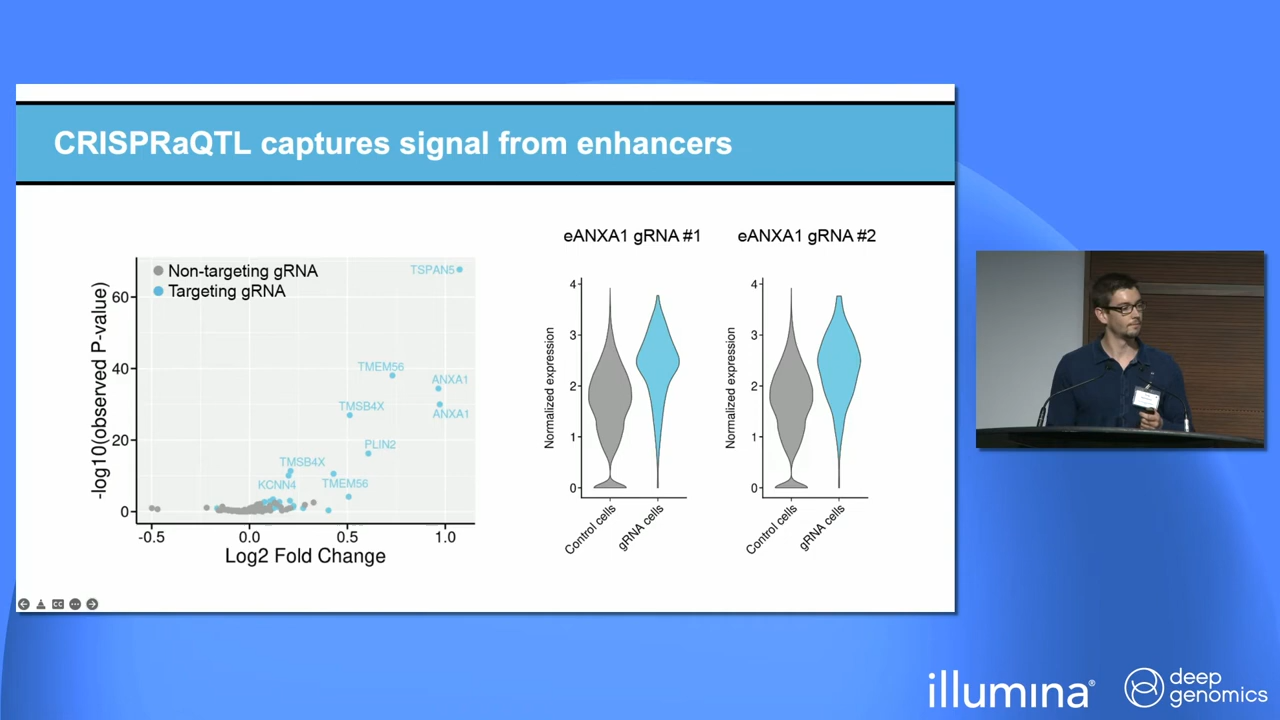 CRISPRaQTL captures signal from enhancers
Non-targeting gRNA
Targeting gRNA
TSPAN5
TMEM56
ANXA1
TMSB4X
ANXA1
PLIN2
TMSB4X
KCNN4
TMEM56
-log10(observed P-value)
60
40
20
0
-0.5
0.0
0.5
1.0
Log2 Fold Change
eANXA1 gRNA #1
Normalized expression
4
3
2
1
0
Control cells
gRNA cells
eANXA1 gRNA #2
Normalized expression
4
3
2
1
0
Control cells
gRNA cells
CC
illumina®
deep
genomics